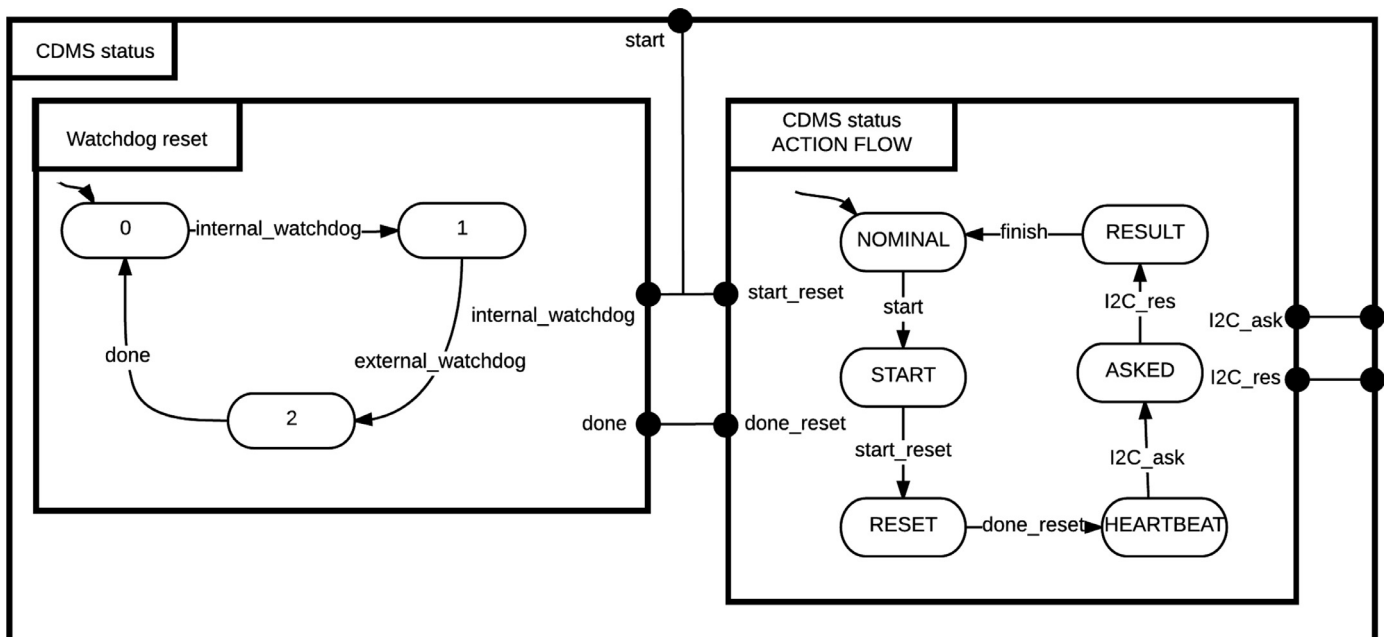 CDMS status
start
Watchdog reset
CDMS status
ACTION FLOW
0
internal_watchdog
1
NOMINAL
finish
RESULT
start_reset
start
I2C_res
internal_watchdog
I2C_ask
done
external_watchdog
START
ASKED
I2C_res
2
done
done_reset
start_reset
I2C_ask
RESET
done_reset
HEARTBEAT